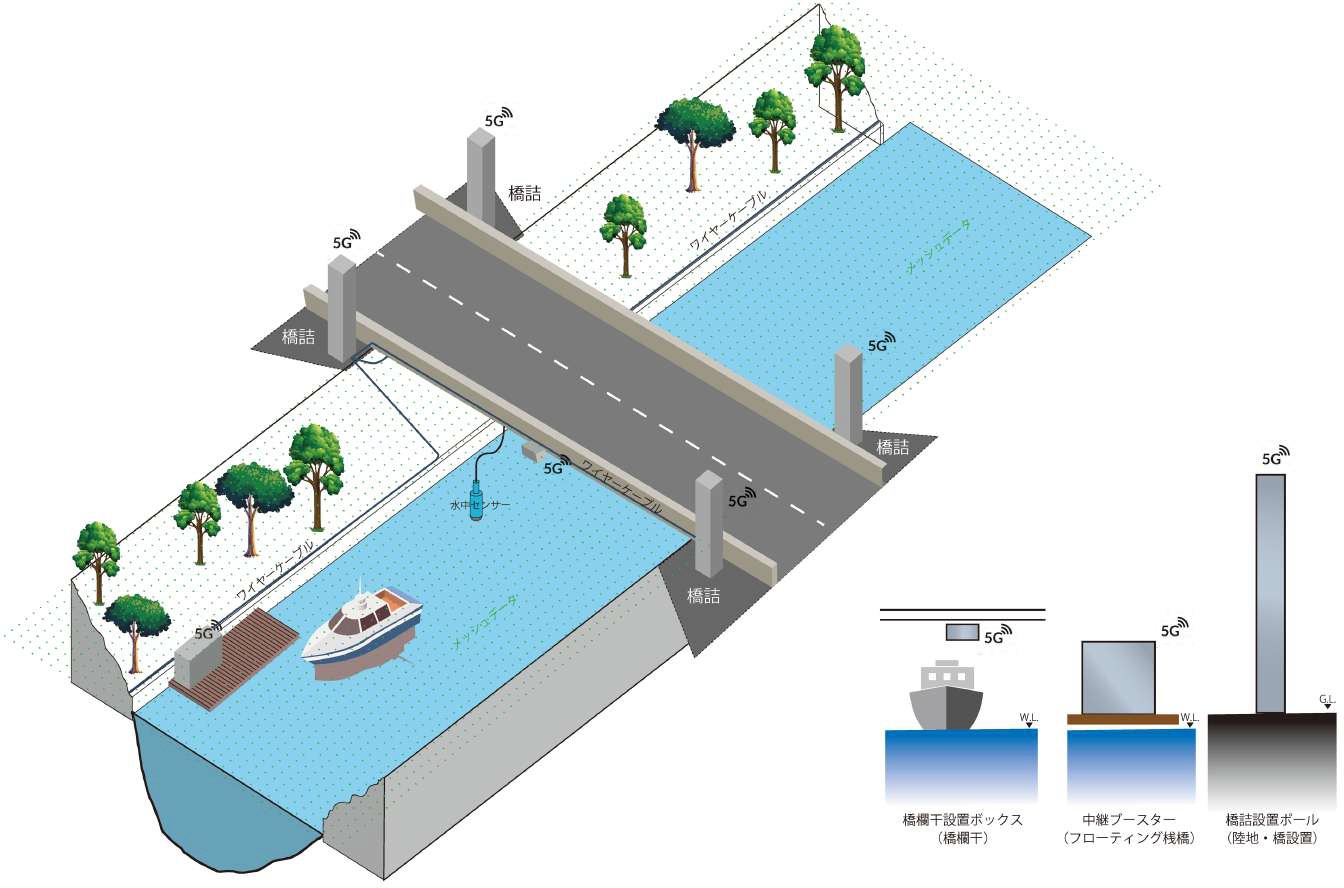 5G
橋詰
5G
ワイヤーケーブル
メッシュデータ
橋詰
5G
橋詰
5G
ワイヤーケーブル
5G
水中センサー
5G
ワイヤーケーブル
橋詰
メッシュデータ
5G
5G
5G
5G
W.L.
W.L.
G.L.
橋欄干設置ボックス
（橋欄干）
中継ブースター
（フローティング桟橋）
橋詰設置ポール
（陸地・橋設置）